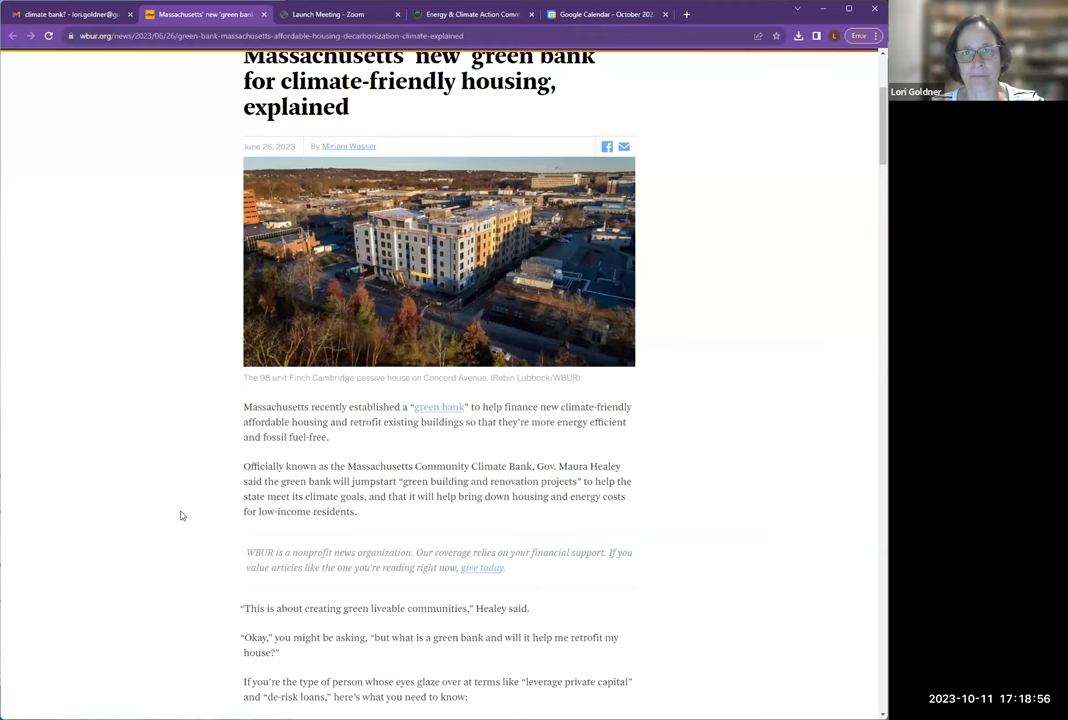 climate bank? - lori.goldner@gm
Massachusetts' new 'green bank
Launch Meeting - Zoom
Energy & Climate Action Comm
Google Calendar - October 202
wbur.org/news/2023/06/26/green-bank-massachusetts-affordable-housing-decarbonization-climate-explained
L
Error
Massachusetts' new 'green bank'
for climate-friendly housing,
explained
June 26, 2023
By Miriam Wasser
The 98 unit Finch Cambridge passive house on Concord Avenue. (Robin Lubbock/WBUR)
Massachusetts recently established a “green bank” to help finance new climate-friendly
affordable housing and retrofit existing buildings so that they're more energy efficient
and fossil fuel-free.
Officially known as the Massachusetts Community Climate Bank, Gov. Maura Healey
said the green bank will jumpstart “green building and renovation projects” to help the
state meet its climate goals, and that it will help bring down housing and energy costs
for low-income residents.
WBUR is a nonprofit news organization. Our coverage relies on your financial support. If you
value articles like the one you're reading right now, give today.
“This is about creating green liveable communities,” Healey said.
“Okay,” you might be asking, “but what is a green bank and will it help me retrofit my
house?”
If you're the type of person whose eyes glaze over at terms like “leverage private capital”
and “de-risk loans,” here's what you need to know:
Lori Goldner
2023-10-11 17:18:56